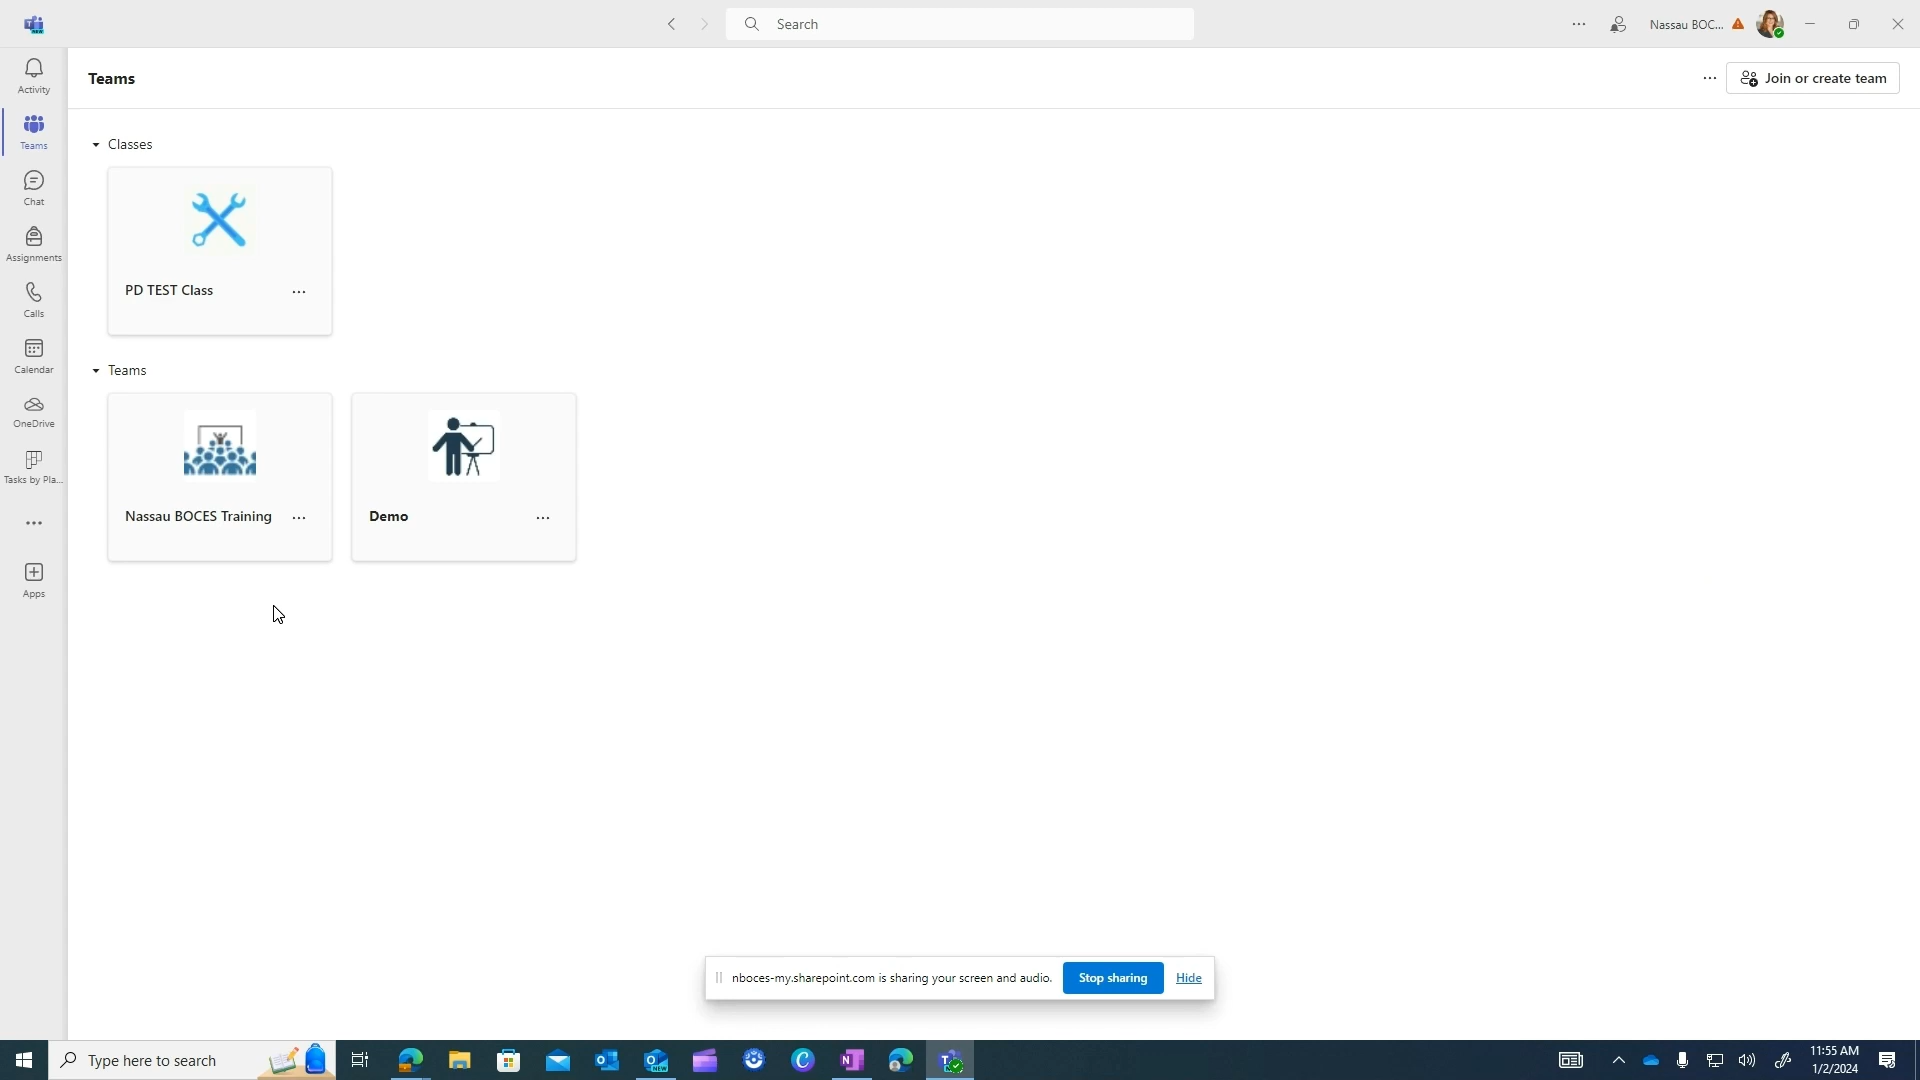 NEW
Search
Nassau BOC...
Activity
Teams
Join or create team
Teams
Classes
Chat
PD TEST Class
Assignments
Calls
Calendar
Teams
OneDrive
Tasks by Pla...
Nassau BOCES Training
Demo
Apps
nboces-my.sharepoint.com is sharing your screen and audio.
Stop sharing
Hide
Type here to search
NEW
11:55 AM
1/2/2024